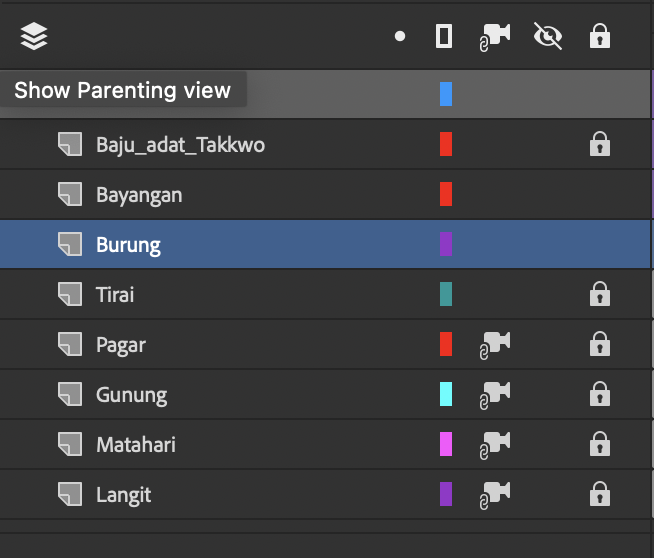 Show Parenting view
Baju_adat_Takkwo
Bayangan
Burung
Tirai
Pagar
Gunung
Matahari
Langit